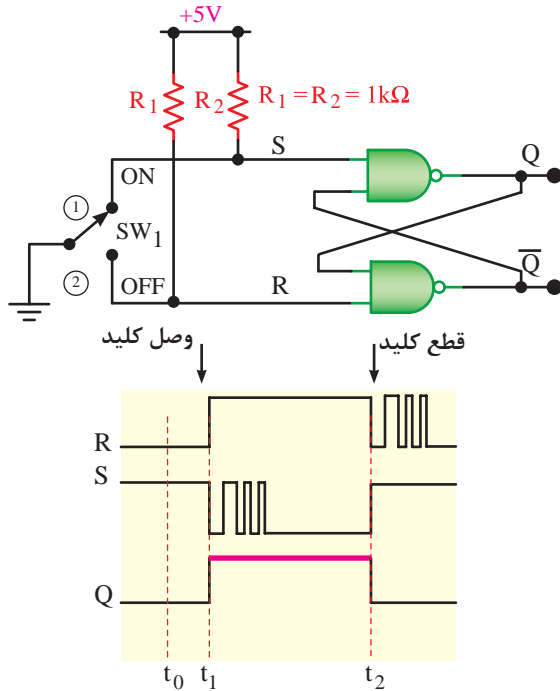 +5V
R₁ R₂ R₁ = R₂ = 1kΩ
S
Q
ON
①
SW₁
②
OFF
R
Q̅
وصل کلید
قطع کلید
R
S
Q
t₀ t₁ t₂